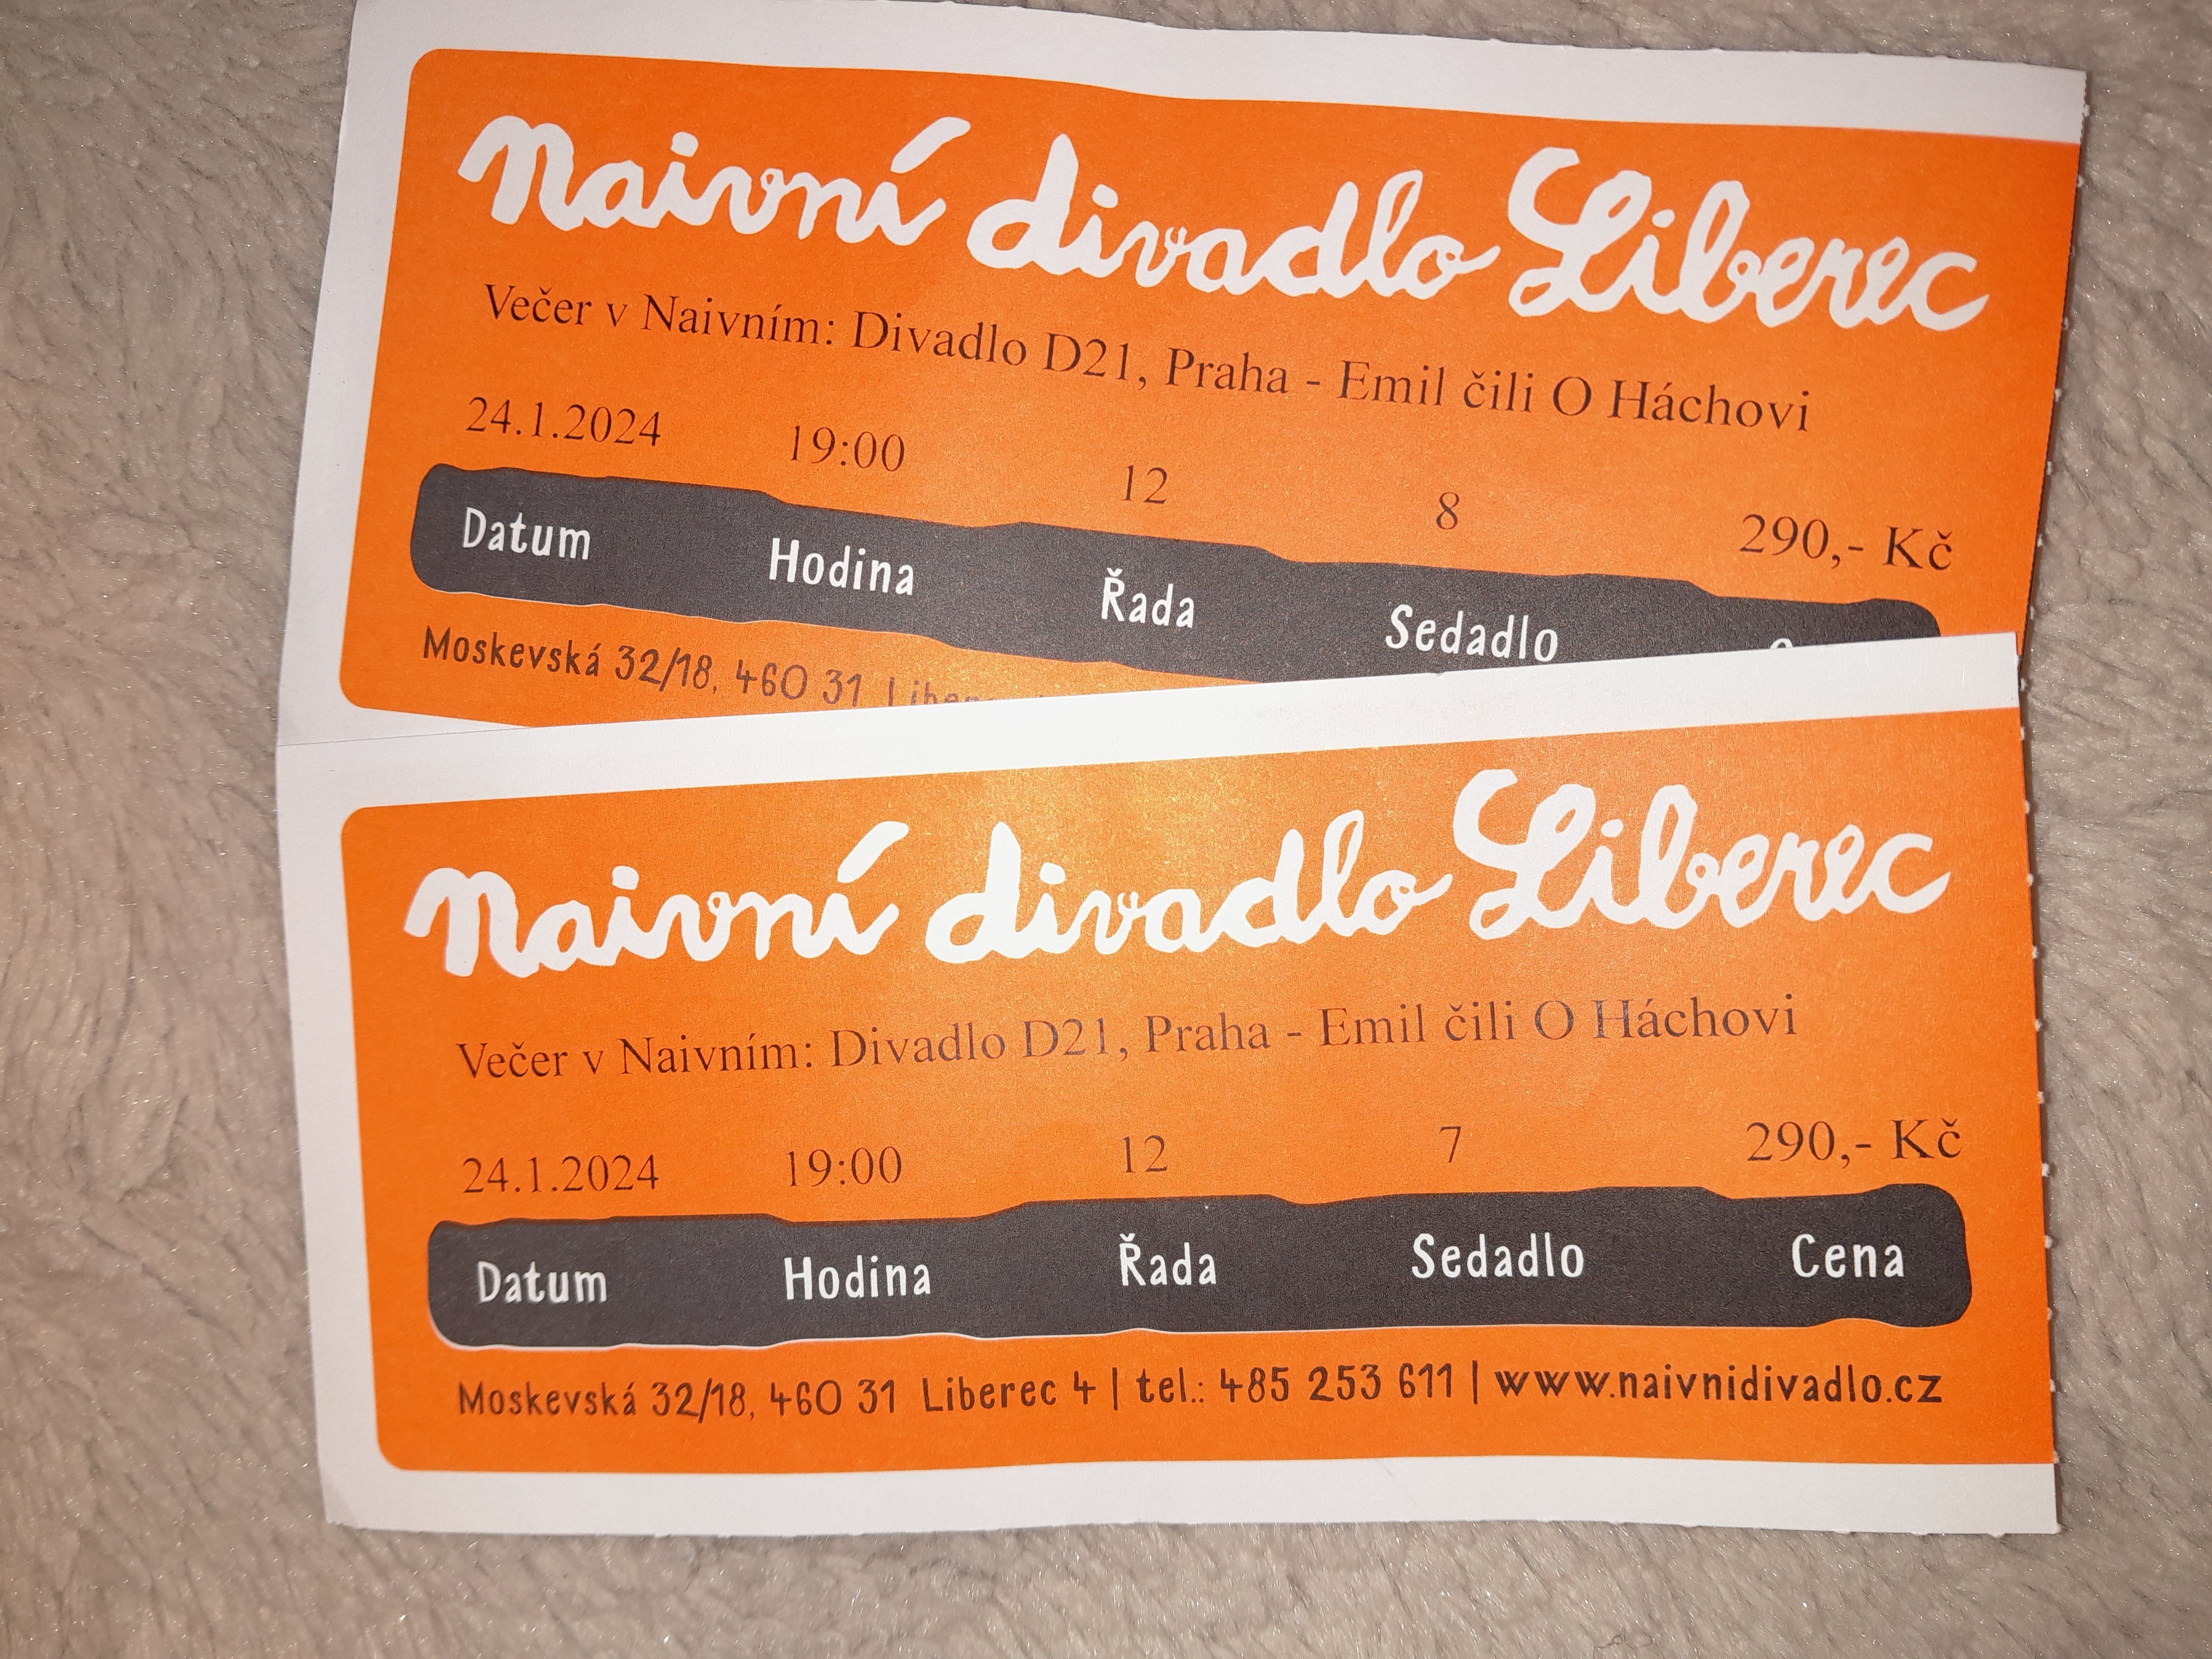 Naivní divadlo Liberec
Večer v Naivním: Divadlo D21, Praha - Emil čili O Háchovi
24.1.2024 19:00 12 8 290,- Kč
Datum Hodina Řada Sedadlo
Moskevská 32/18, 460 31
Naivní divadlo Liberec
Večer v Naivním: Divadlo D21, Praha - Emil čili O Háchovi
24.1.2024 19:00 12 7 290,- Kč
Datum Hodina Řada Sedadlo Cena
Moskevská 32/18, 460 31 Liberec 4 | tel.: 485 253 611 | www.naivnidivadlo.cz